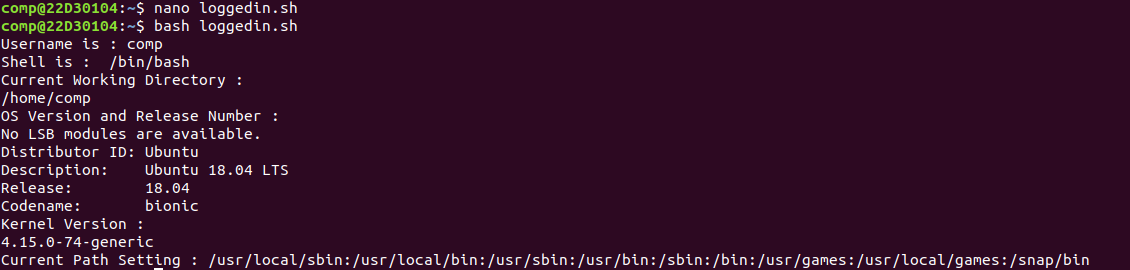 comp@22D30104:~$ nano loggedin.sh
comp@22D30104:~$ bash loggedin.sh
Username is : comp
Shell is :  /bin/bash
Current Working Directory :
/home/comp
OS Version and Release Number :
No LSB modules are available.
Distributor ID: Ubuntu
Description:    Ubuntu 18.04 LTS
Release:        18.04
Codename:       bionic
Kernel Version :
4.15.0-74-generic
Current Path Setting : /usr/local/sbin:/usr/local/bin:/usr/sbin:/usr/bin:/sbin:/bin:/usr/games:/usr/local/games:/snap/bin